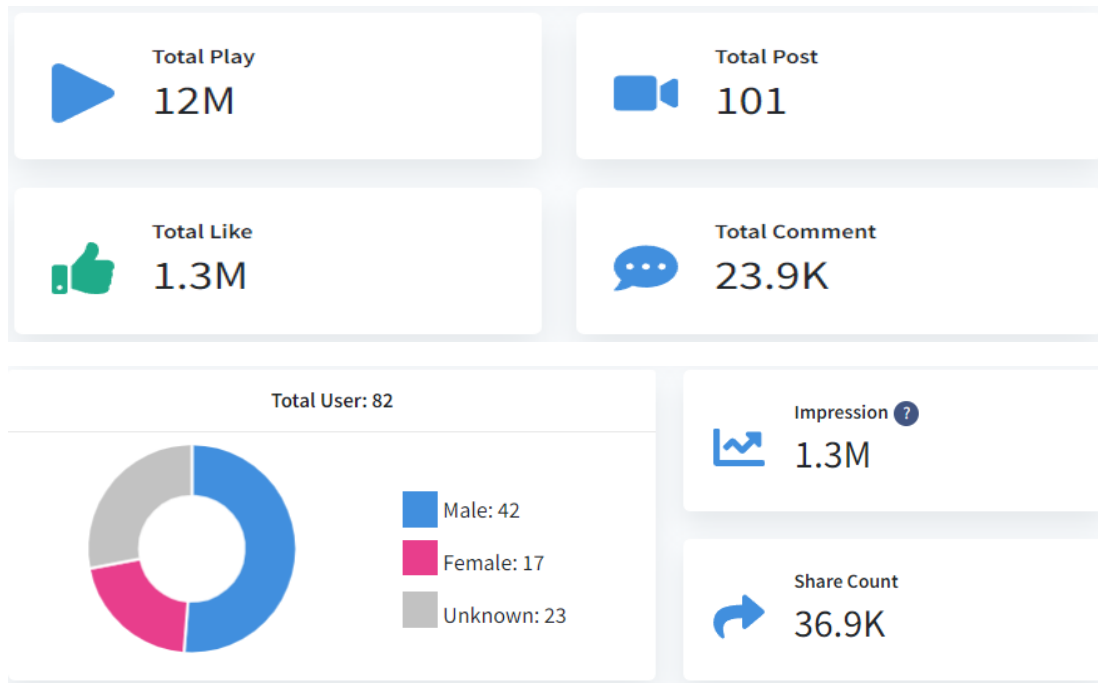 Total Play
12M
Total Post
101
Total Like
1.3M
Total Comment
23.9K
Total User: 82
Male: 42
Female: 17
Unknown: 23
Impression ?
1.3M
Share Count
36.9K